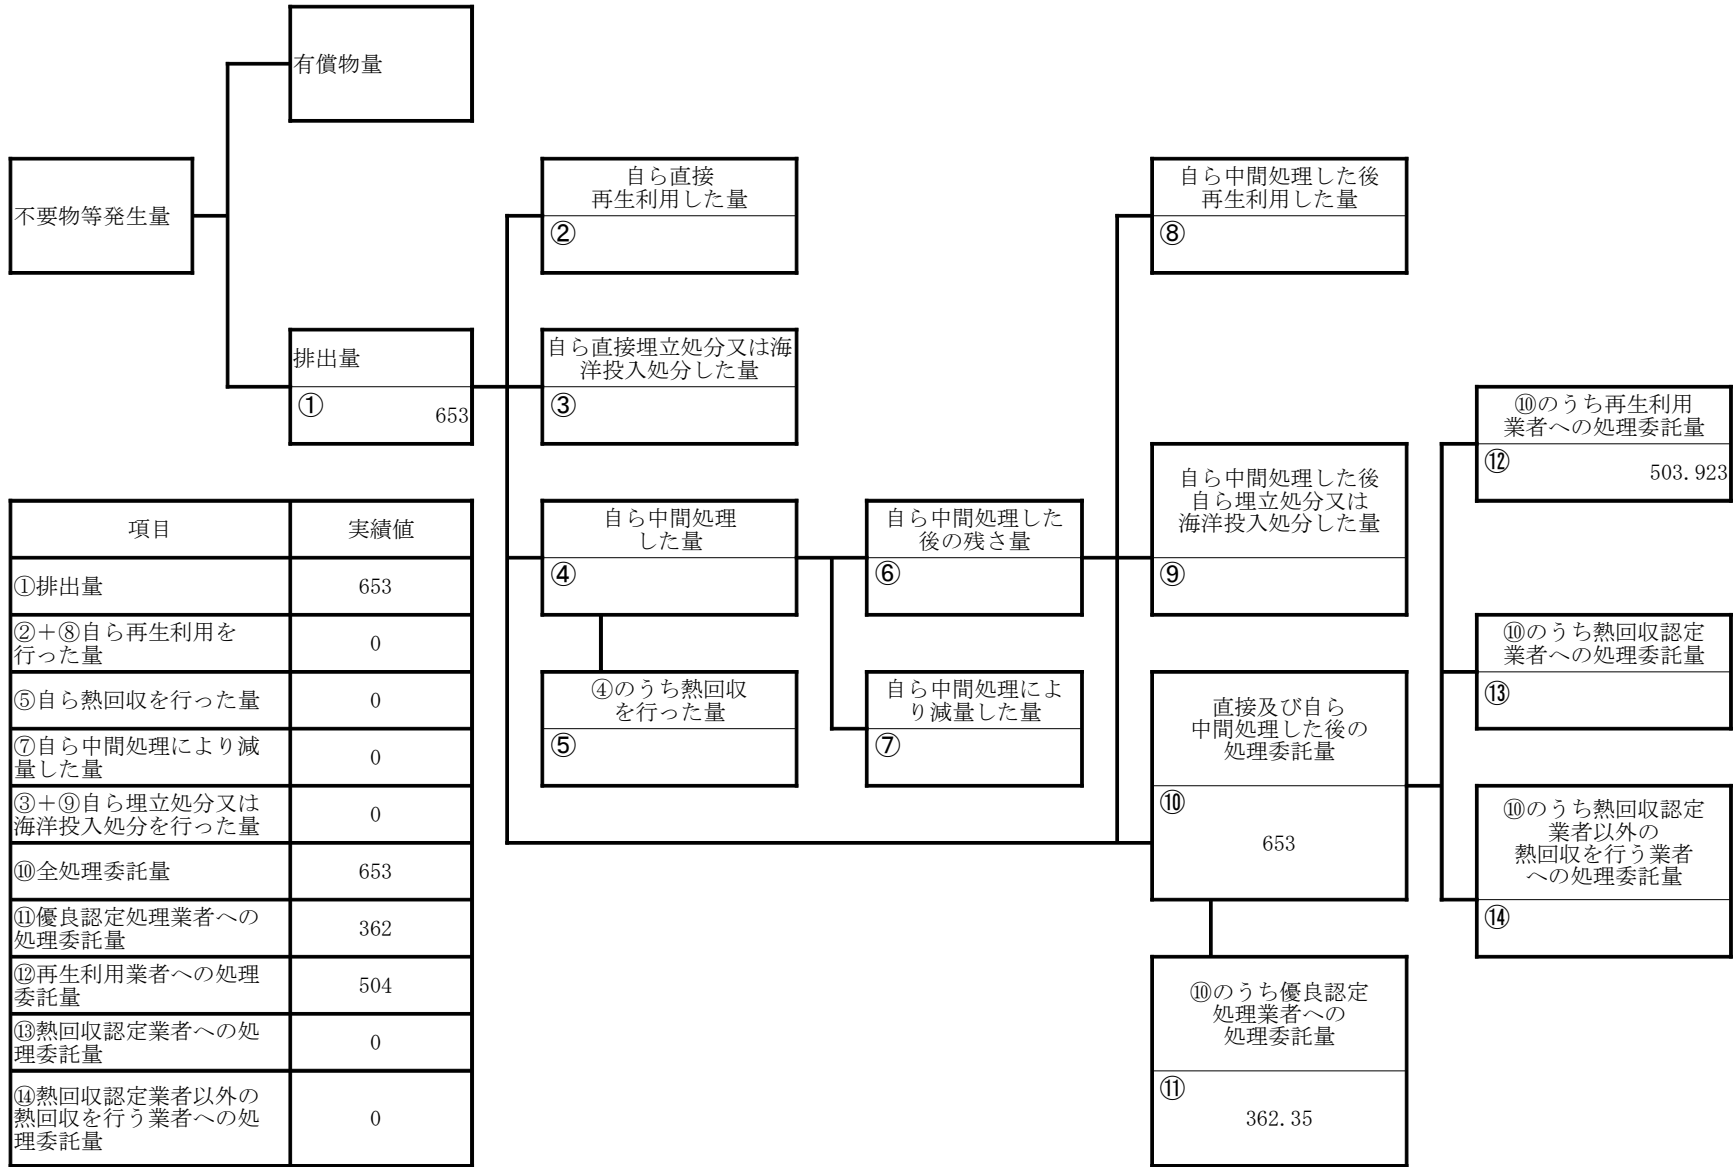 有償物量
不要物等発生量
自ら直接
再生利用した量
②
自ら中間処理した後
再生利用した量
⑧
排出量
①
653
自ら直接埋立処分又は海
洋投入処分した量
③
⑩のうち再生利用
業者への処理委託量
⑫
503.923
自ら中間処理
した量
④
自ら中間処理した
後の残さ量
⑥
自ら中間処理した後
自ら埋立処分又は
海洋投入処分した量
⑨
④のうち熱回収
を行った量
⑤
自ら中間処理によ
り減量した量
⑦
直接及び自ら
中間処理した後の
処理委託量
⑩
653
⑩のうち熱回収認定
業者への処理委託量
⑬
⑩のうち熱回収認定
業者以外の
熱回収を行う業者
への処理委託量
⑭
⑩のうち優良認定
処理業者への
処理委託量
⑪
362.35
項目
実績値
①排出量
653
②+⑧自ら再生利用を
行った量
0
⑤自ら熱回収を行った量
0
⑦自ら中間処理により減
量した量
0
③+⑨自ら埋立処分又は
海洋投入処分を行った量
0
⑩全処理委託量
653
⑪優良認定処理業者への
処理委託量
362
⑫再生利用業者への処理
委託量
504
⑬熱回収認定業者への処
理委託量
0
⑭熱回収認定業者以外の
熱回収を行う業者への処
理委託量
0